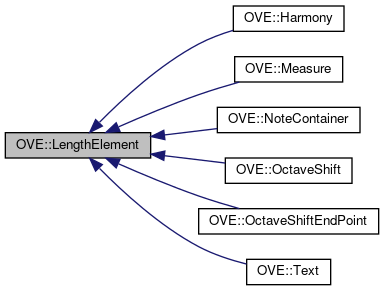 OVE::Harmony
OVE::Measure
OVE::NoteContainer
OVE::LengthElement
OVE::OctaveShift
OVE::OctaveShiftEndPoint
OVE::Text